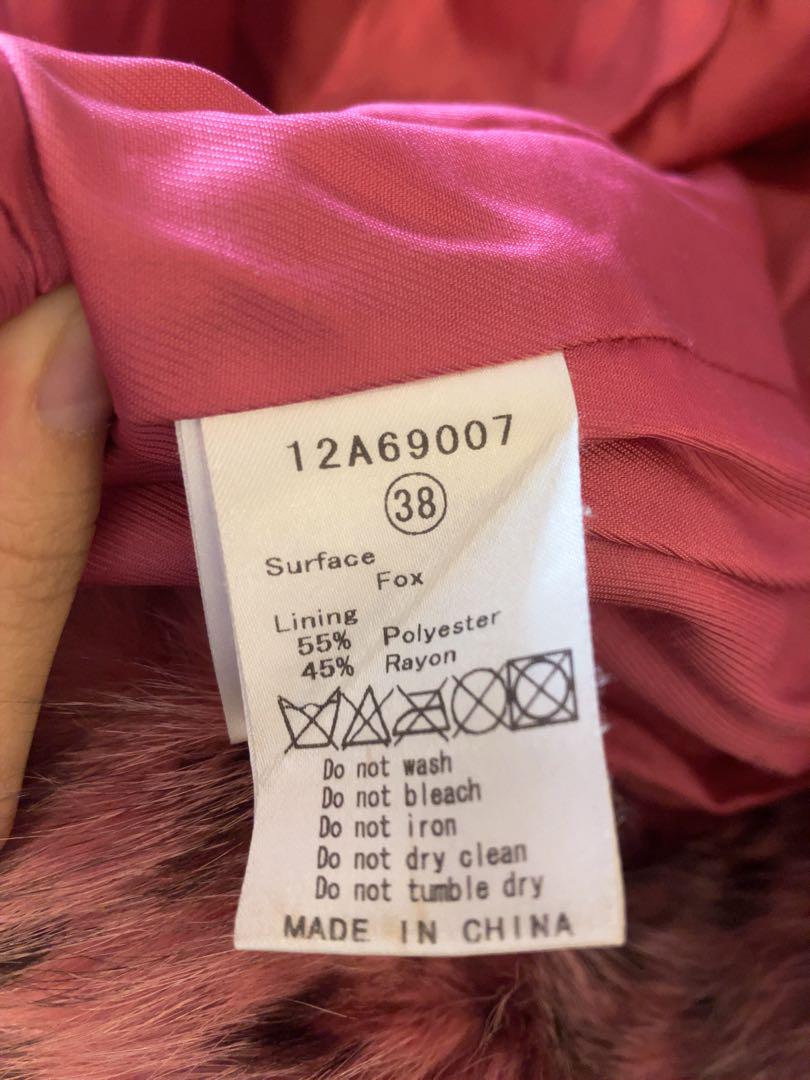 12A69007
38
Surface
Fox
Lining
55% Polyester
45% Rayon
Do not wash
Do not bleach
Do not iron
Do not dry clean
Do not tumble dry
MADE IN CHINA